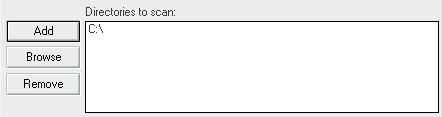 Directories to scan:
Add
C:\
Browse
Remove